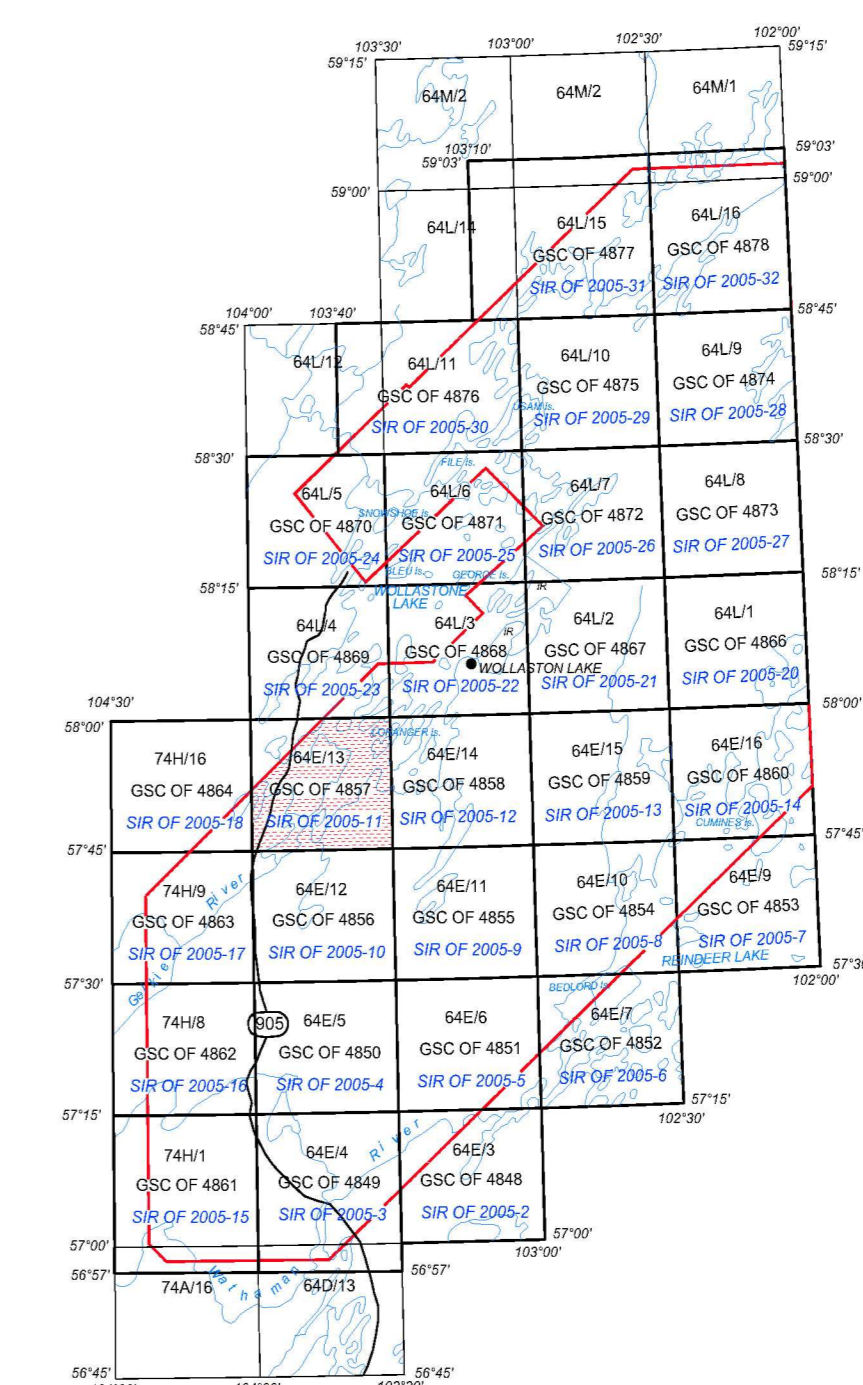 102°00'
102°30'
103°00'
103°30'
59°15'
59°15'
64M/2
64M/2
64M/1
103°10'
59°03'
59°03'
59°00'
59°00'
64L/14
64L/15
GSC OF 4877
SIR OF 2005-31
64L/16
GSC OF 4878
SIR OF 2005-32
104°00'
103°40'
58°45'
58°45'
64L/12
64L/11
GSC OF 4876
SIR OF 2005-30
64L/10
GSC OF 4875
USAM is.
SIR OF 2005-29
64L/9
GSC OF 4874
SIR OF 2005-28
58°30'
58°30'
FILE is.
64L/5
GSC OF 4870
SIR OF 2005-24
64L/6
SNOWSHOE is.
GSC OF 4871
SIR OF 2005-25
BLEU is.
GEORGE is.
64L/7
GSC OF 4872
SIR OF 2005-26
64L/8
GSC OF 4873
SIR OF 2005-27
58°15'
58°15'
WOLLASTONE
LAKE
IR
64L/4
GSC OF 4869
SIR OF 2005-23
64L/3
IR
GSC OF 4868
WOLLASTON LAKE
SIR OF 2005-22
64L/2
GSC OF 4867
SIR OF 2005-21
64L/1
GSC OF 4866
SIR OF 2005-20
104°30'
58°00'
58°00'
LORANGER is.
74H/16
GSC OF 4864
SIR OF 2005-18
64E/13
GSC OF 4857
SIR OF 2005-11
64E/14
GSC OF 4858
SIR OF 2005-12
64E/15
GSC OF 4859
SIR OF 2005-13
64E/16
GSC OF 4860
SIR OF 2005-14
CUMINES is.
57°45'
57°45'
74H/9
River
GSC OF 4863
SIR OF 2005-17
Geikie
64E/12
GSC OF 4856
SIR OF 2005-10
64E/11
GSC OF 4855
SIR OF 2005-9
64E/10
GSC OF 4854
SIR OF 2005-8
64E/9
GSC OF 4853
SIR OF 2005-7
REINDEER LAKE
57°30'
102°00'
BEDLORD is.
74H/8
GSC OF 4862
SIR OF 2005-16
905
64E/5
GSC OF 4850
SIR OF 2005-4
64E/6
GSC OF 4851
SIR OF 2005-5
64E/7
GSC OF 4852
SIR OF 2005-6
57°15'
57°15'
102°30'
River
74H/1
GSC OF 4861
SIR OF 2005-15
64E/4
GSC OF 4849
SIR OF 2005-3
64E/3
GSC OF 4848
SIR OF 2005-2
57°00'
57°00'
103°00'
56°57'
56°57'
Wathaman
74A/16
64D/13
56°45'
56°45'